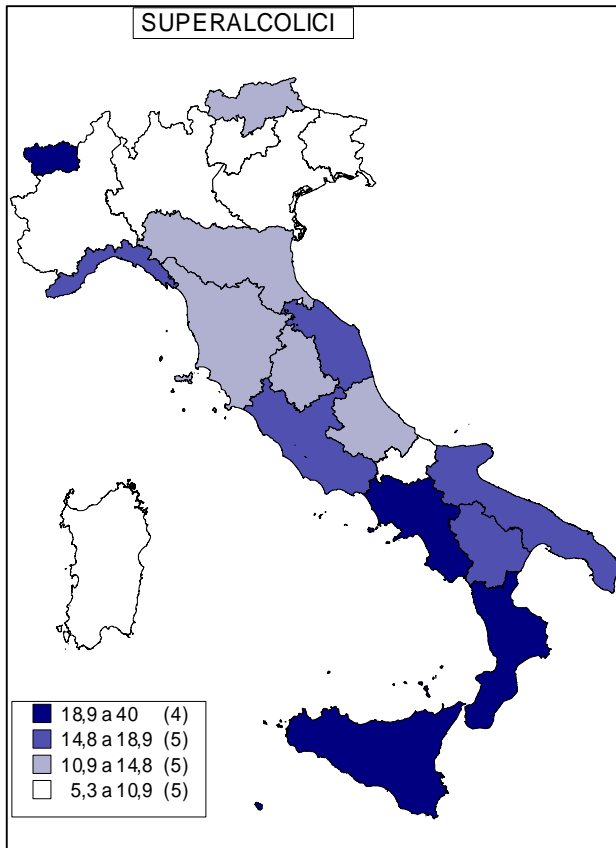 SUPERALCOLICI
18,9 a 40 (4)
14,8 a 18,9 (5)
10,9 a 14,8 (5)
5,3 a 10,9 (5)